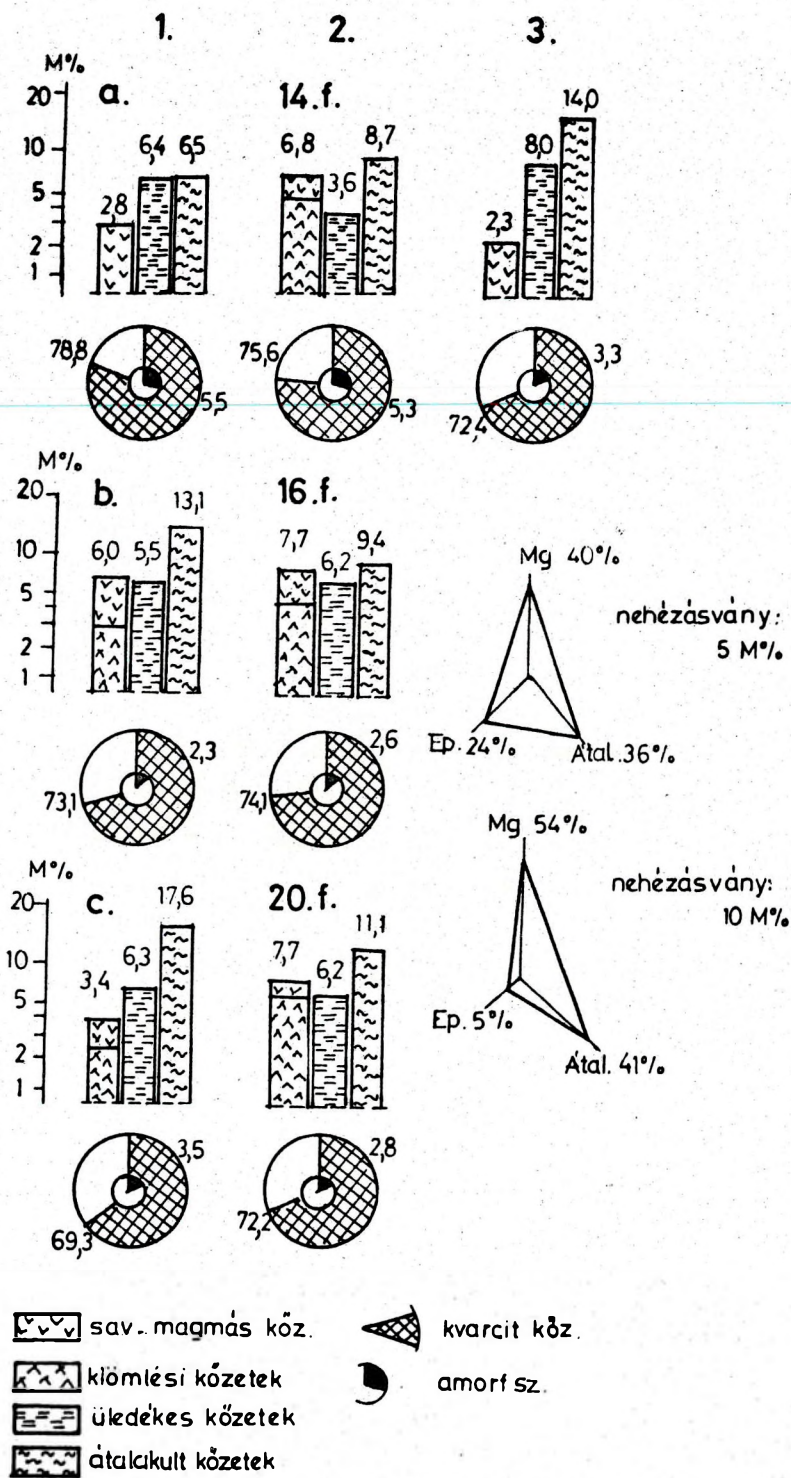 1. 2. 3.
M%
20 10 5 2 1
a.
2,8 6,4 6,5
14.f.
6,8 3,6 8,7
2,3 8,0 14,0
78,8 5,5
75,6 5,3
72,4 3,3
M%
20 10 5 2 1
b.
6,0 5,5 13,1
16.f.
7,7 6,2 9,4
Mg 40%
Ep. 24%
Átal. 36%
nehézásvány:
5 M%
73,1 2,3
74,1 2,6
M%
20 10 5 2 1
c.
3,4 6,3 17,6
20.f.
7,7 6,2 11,1
Mg 54%
Ep. 5%
Átal. 41%
nehézásvány:
10 M%
69,3 3,5
72,2 2,8
sav. magmás kőz.
kiömlési kőzetek
üledékes kőzetek
átalakult kőzetek
kvarcit kőz.
amorf sz.